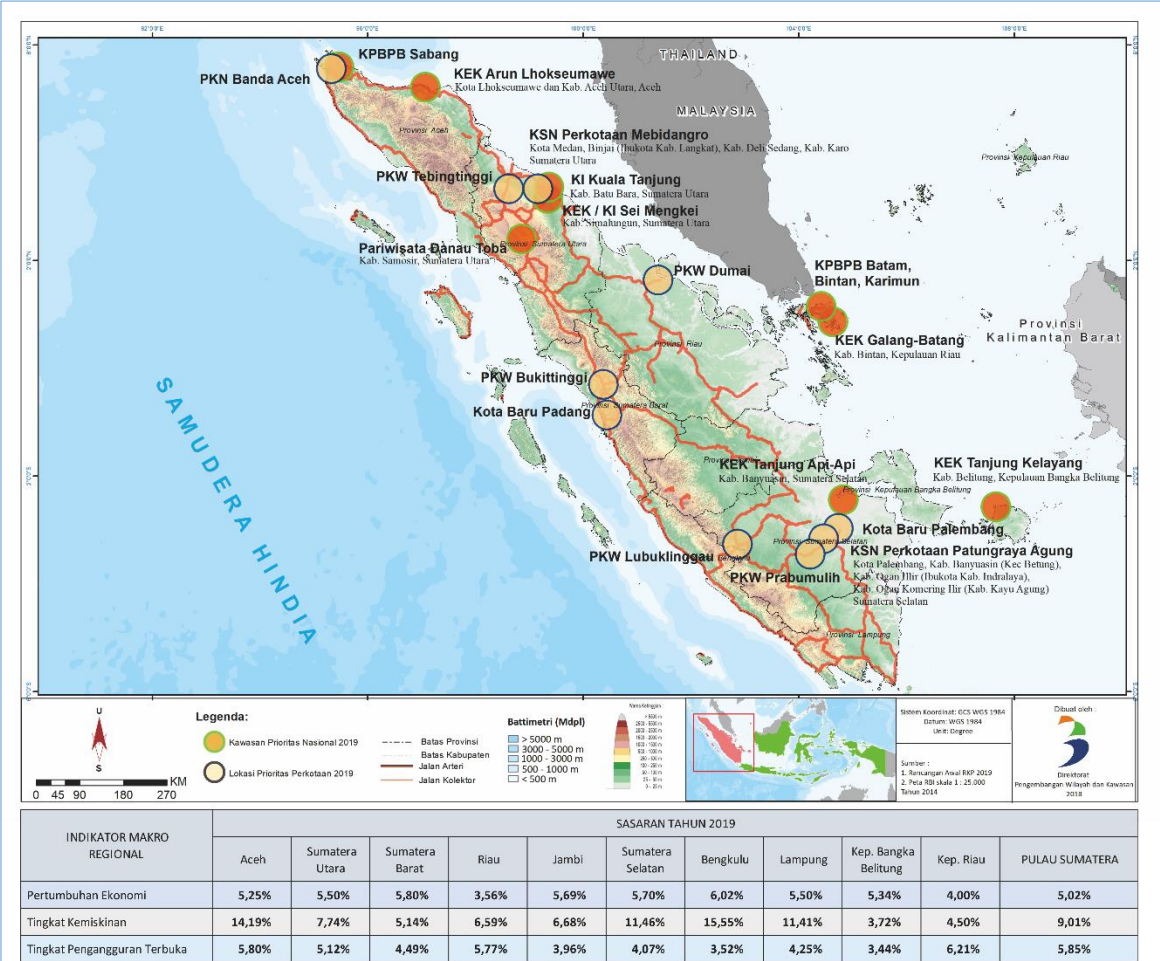 THAILAND
MALAYSIA
KPBPB Sabang
PKN Banda Aceh
KEK Arun Lhokseumawe
Kota Lhokseumawe dan Kab. Aceh Utara, Aceh
Provinsi Aceh
KSN Perkotaan Mebidangro
Kota Medan, Binjai (Ibukota Kab. Langkat), Kab. Deli Sedang, Kab. Karo
Sumatera Utara
Provinsi Kepulauan Riau
PKW Tebingtinggi
KI Kuala Tanjung
Kab. Batu Bara, Sumatera Utara
KEK / KI Sei Mengkei
Kab. Simalungun, Sumatera Utara
Pariwisata Danau Toba
Provinsi Sumatera Utara
Kab. Samosir, Sumatera Utara
PKW Dumai
KPBPB Batam,
Bintan, Karimun
KEK Galang-Batang
Kab. Bintan, Kepulauan Riau
Provinsi
Kalimantan Barat
Provinsi Riau
PKW Bukittinggi
Provinsi Sumatera Barat
Kota Baru Padang
SAMUDERA HINDIA
KEK Tanjung Api-Api
Kab. Banyuasin, Sumatera Selatan
KEK Tanjung Kelayang
Kab. Belitung, Kepulauan Bangka Belitung
Provinsi Kepulauan Bangka Belitung
Kota Baru Palembang
Provinsi Sumatera Selatan
PKW Lubuklinggau
KSN Perkotaan Patungraya Agung
Kota Palembang, Kab. Banyuasin (Kec Betung),
Kab. Ogan Ilir (Ibukota Kab. Indralaya),
Kab. Ogan Komering Ilir (Kab. Kayu Agung)
Sumatera Selatan
PKW Prabumulih
Provinsi Lampung
U
S
0 45 90 180 270 KM
Legenda:
Kawasan Prioritas Nasional 2019
Lokasi Prioritas Perkotaan 2019
Batas Provinsi
Batas Kabupaten
Jalan Arteri
Jalan Kolektor
Battimetri (Mdpl)
> 5000 m
3000 - 5000 m
1000 - 3000 m
500 - 1000 m
< 500 m
Sistem Koordinat: GCS WGS 1984
Datum: WGS 1984
Unit: Degree
Sumber :
1. Rancangan Awal RKP 2019
2. Peta RBI skala 1 : 25.000
Tahun 2014
Dibuat oleh :
Direktorat
Pengembangan Wilayah dan Kawasan
2018
INDIKATOR MAKRO REGIONAL
SASARAN TAHUN 2019
Aceh Sumatera Utara Sumatera Barat Riau Jambi Sumatera Selatan Bengkulu Lampung Kep. Bangka Belitung Kep. Riau PULAU SUMATERA
Pertumbuhan Ekonomi 5,25% 5,50% 5,80% 3,56% 5,69% 5,70% 6,02% 5,50% 5,34% 4,00% 5,02%
Tingkat Kemiskinan 14,19% 7,74% 5,14% 6,59% 6,68% 11,46% 15,55% 11,41% 3,72% 4,50% 9,01%
Tingkat Pengangguran Terbuka 5,80% 5,12% 4,49% 5,77% 3,96% 4,07% 3,52% 4,25% 3,44% 6,21% 5,85%